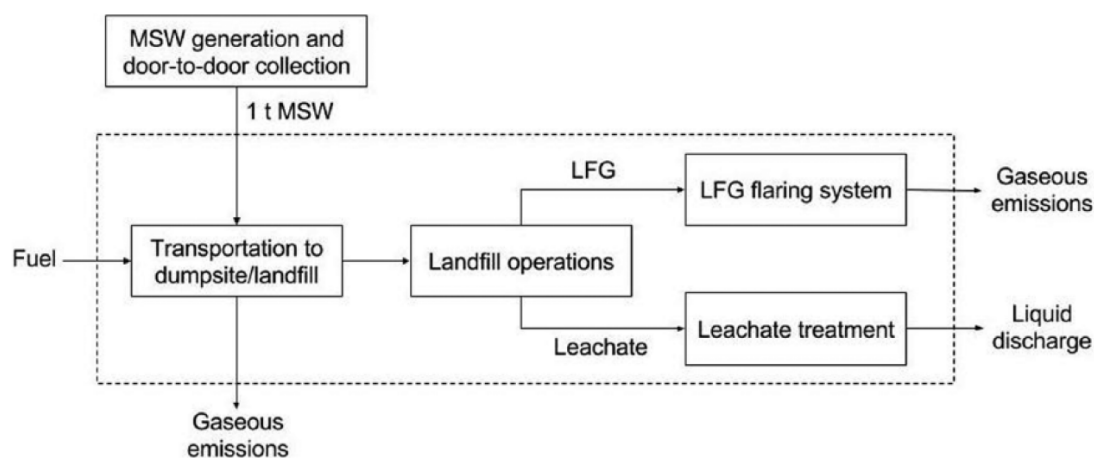 MSW generation and
door-to-door collection
1 t MSW
LFG
LFG flaring system
Gaseous
emissions
Fuel
Transportation to
dumpsite/landfill
Landfill operations
Leachate
Leachate treatment
Liquid
discharge
Gaseous
emissions